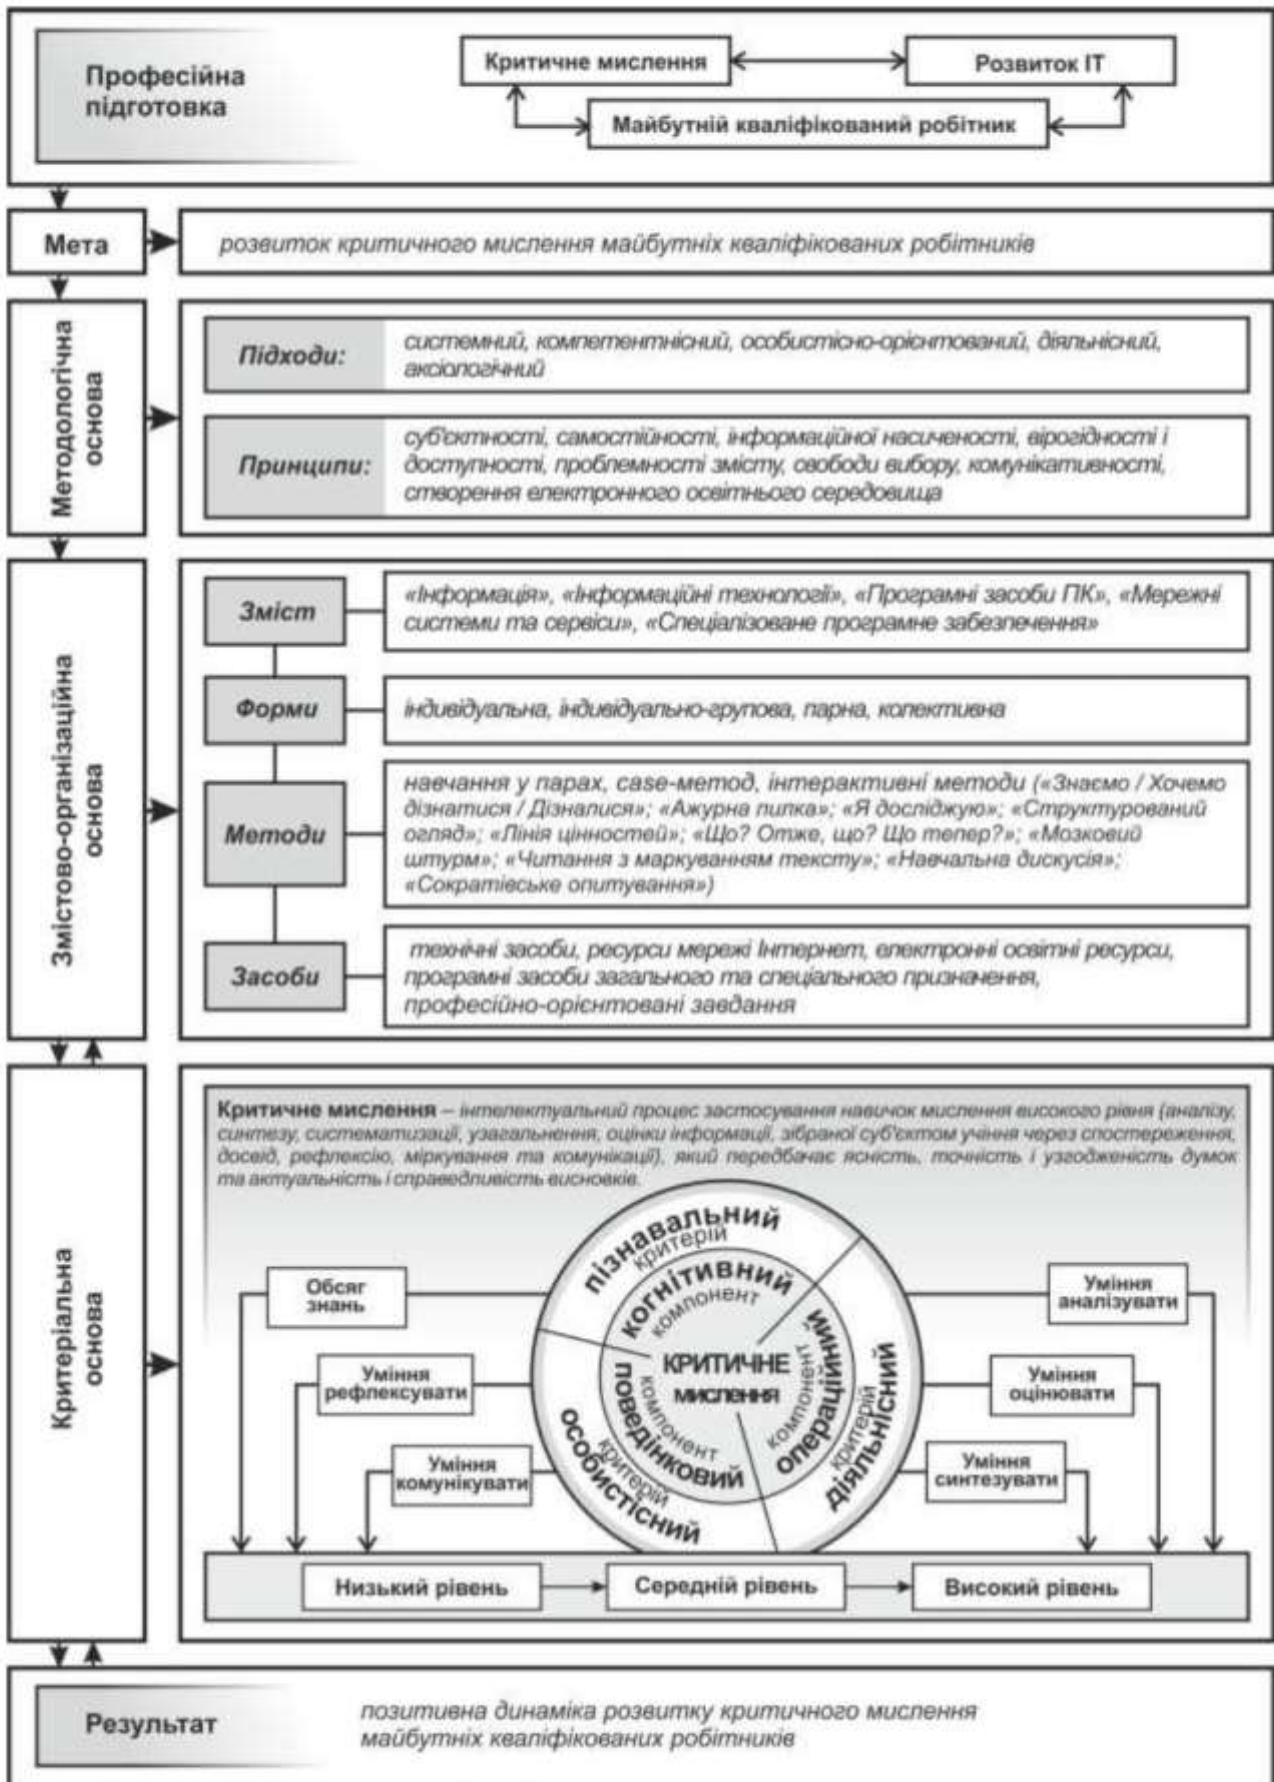 Професійна
підготовка
Критичне мислення
Розвиток ІТ
Майбутній кваліфікований робітник
Мета
розвиток критичного мислення майбутніх кваліфікованих робітників
Методологічна
основа
Підходи:
системний, компетентнісний, особистісно-орієнтований, діяльнісний,
аксіологічний
Принципи:
суб'єктності, самостійності, інформаційної насиченості, вірогідності і
доступності, проблемності змісту, свободи вибору, комунікативності,
створення електронного освітнього середовища
Змістово-організаційна
основа
Зміст
«Інформація», «Інформаційні технології», «Програмні засоби ПК», «Мережні
системи та сервіси», «Спеціалізоване програмне забезпечення»
Форми
індивідуальна, індивідуально-групова, парна, колективна
Методи
навчання у парах, case-метод, інтерактивні методи («Знаємо / Хочемо
дізнатися / Дізналися»; «Ажурна пилка»; «Я досліджую»; «Структурований
огляд»; «Лінія цінностей»; «Що? Отже, що? Що тепер?»; «Мозковий
штурм»; «Читання з маркуванням тексту»; «Навчальна дискусія»;
«Сократівське опитування»)
Засоби
технічні засоби, ресурси мережі Інтернет, електронні освітні ресурси,
програмні засоби загального та спеціального призначення,
професійно-орієнтовані завдання
Критеріальна
основа
Критичне мислення – інтелектуальний процес застосування навичок мислення високого рівня (аналізу,
синтезу, систематизації, узагальнення, оцінки інформації, зібраної суб'єктом учіння через спостереження,
досвід, рефлексію, міркування та комунікації), який передбачає ясність, точність і узгодженість думок
та актуальність і справедливість висновків.
пізнавальний
критерій
когнітивний
компонент
КРИТИЧНЕ
мислення
операційний
компонент
діяльнісний
критерій
поведінковий
компонент
особистісний
критерій
Обсяг
знань
Уміння
рефлексувати
Уміння
комунікувати
Уміння
аналізувати
Уміння
оцінювати
Уміння
синтезувати
Низький рівень
Середній рівень
Високий рівень
Результат
позитивна динаміка розвитку критичного мислення
майбутніх кваліфікованих робітників